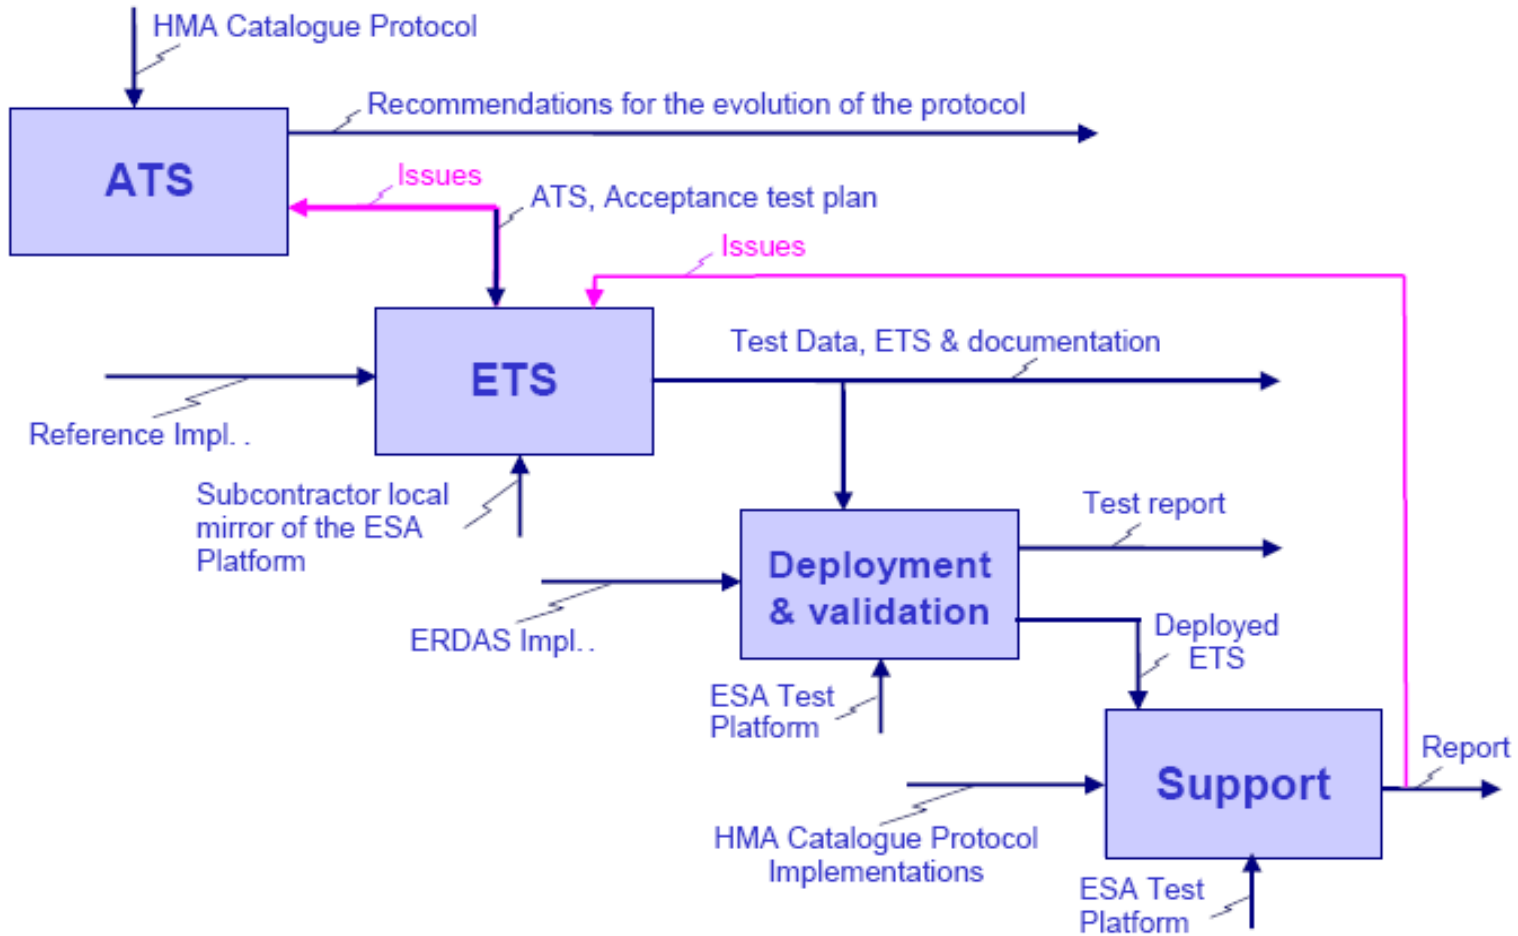 HMA Catalogue Protocol
Recommendations for the evolution of the protocol
ATS
Issues
ATS, Acceptance test plan
Issues
Test Data, ETS & documentation
ETS
Reference Impl. .
Subcontractor local
mirror of the ESA
Platform
Test report
Deployment
& validation
ERDAS Impl. .
Deployed
ETS
ESA Test
Platform
Report
Support
HMA Catalogue Protocol
Implementations
ESA Test
Platform